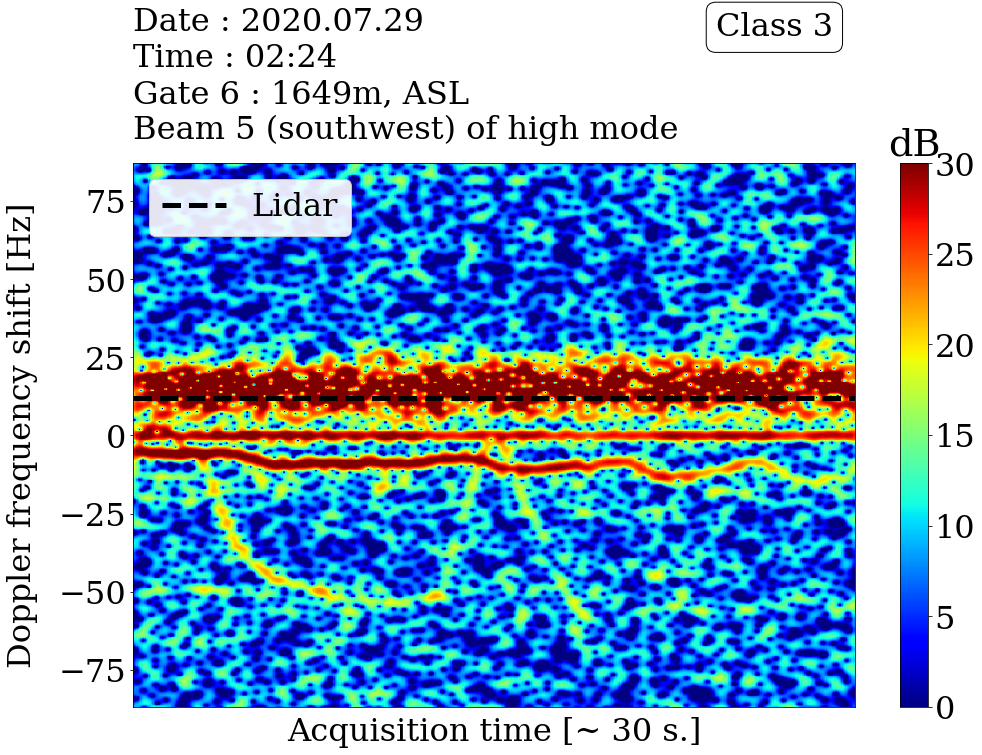 Date : 2020.07.29
Time : 02:24
Gate 6 : 1649m, ASL
Beam 5 (southwest) of high mode
Class 3
dB
Lidar
Doppler frequency shift [Hz]
75
50
25
0
−25
−50
−75
30
25
20
15
10
5
0
Acquisition time [~ 30 s.]